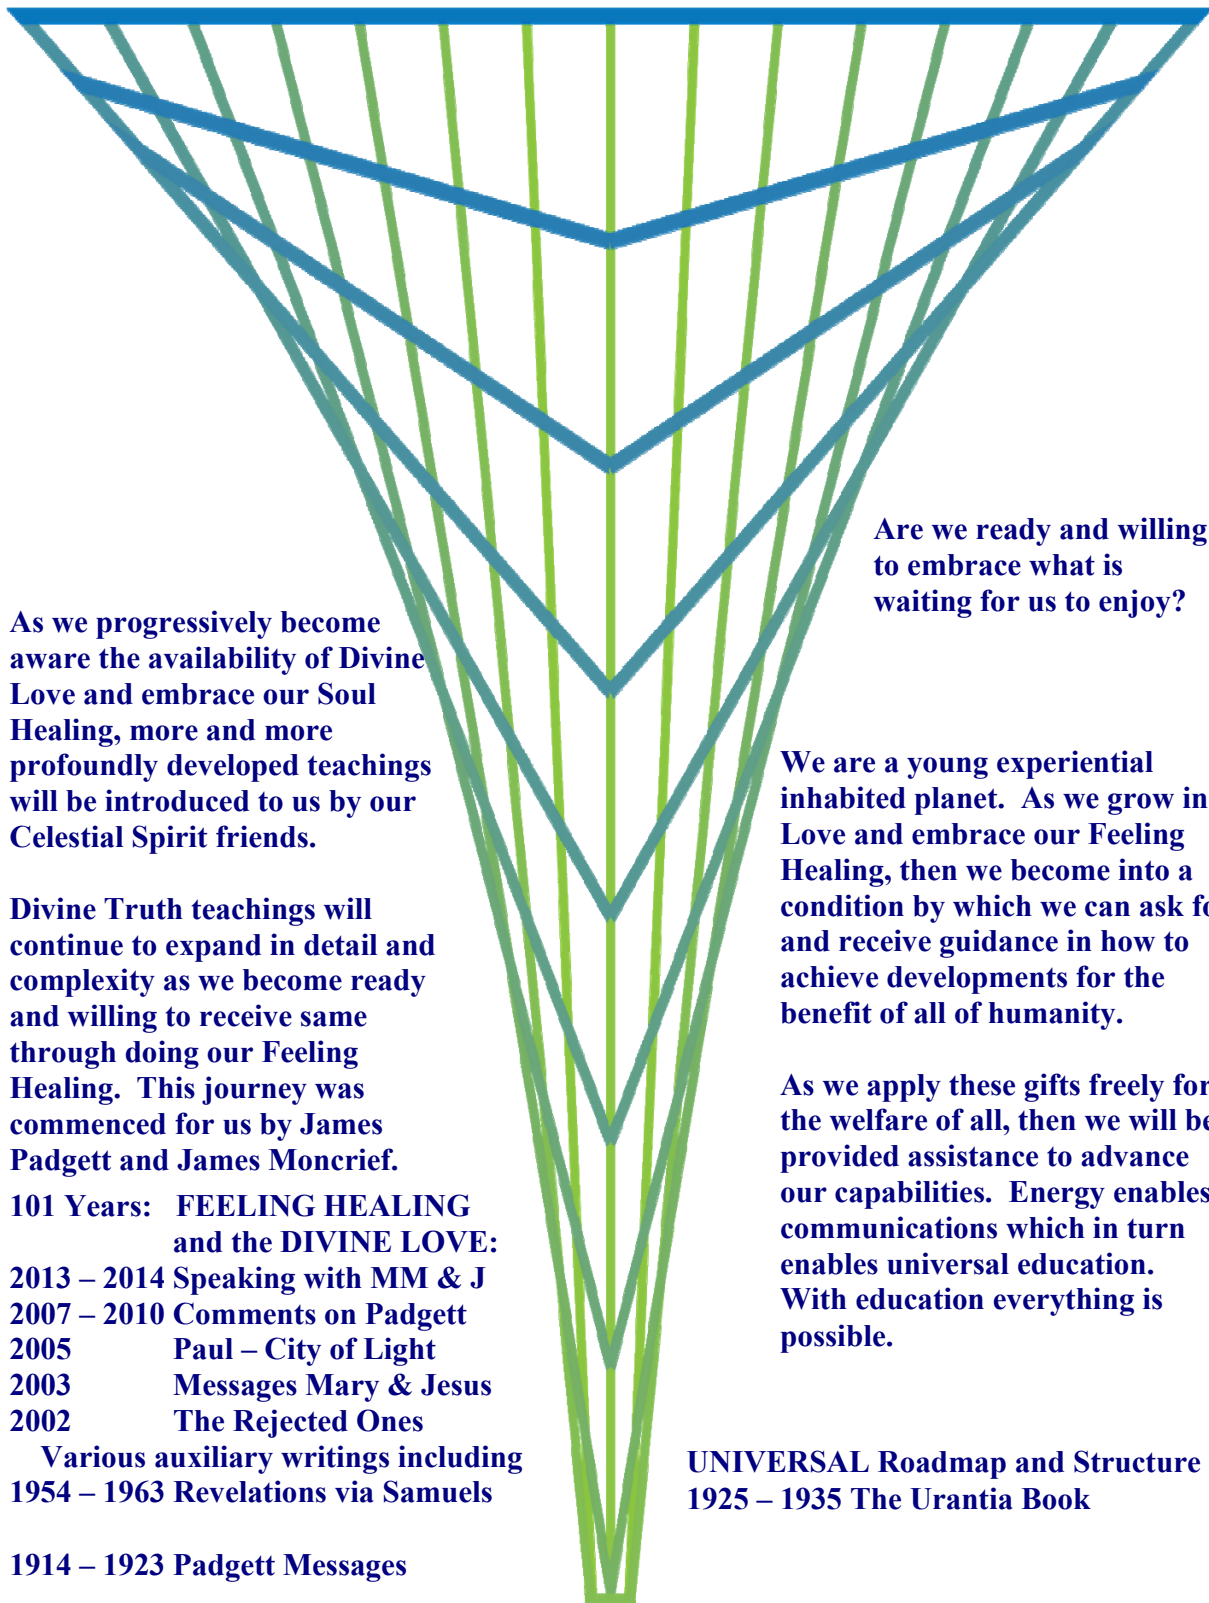 Are we ready and willing
to embrace what is
waiting for us to enjoy?
As we progressively become
aware the availability of Divine
Love and embrace our Soul
Healing, more and more
profoundly developed teachings
will be introduced to us by our
Celestial Spirit friends.
Divine Truth teachings will
continue to expand in detail and
complexity as we become ready
and willing to receive same
through doing our Feeling
Healing.  This journey was
commenced for us by James
Padgett and James Moncrief.
101 Years:   FEELING HEALING
and the DIVINE LOVE:
2013 – 2014 Speaking with MM & J
2007 – 2010 Comments on Padgett
2005 Paul – City of Light
2003 Messages Mary & Jesus
2002 The Rejected Ones
Various auxiliary writings including
1954 – 1963 Revelations via Samuels
1914 – 1923 Padgett Messages
We are a young experiential
inhabited planet.  As we grow in
Love and embrace our Feeling
Healing, then we become into a
condition by which we can ask fo
and receive guidance in how to
achieve developments for the
benefit of all of humanity.
As we apply these gifts freely for
the welfare of all, then we will be
provided assistance to advance
our capabilities.  Energy enables
communications which in turn
enables universal education.
With education everything is
possible.
UNIVERSAL Roadmap and Structure
1925 – 1935 The Urantia Book